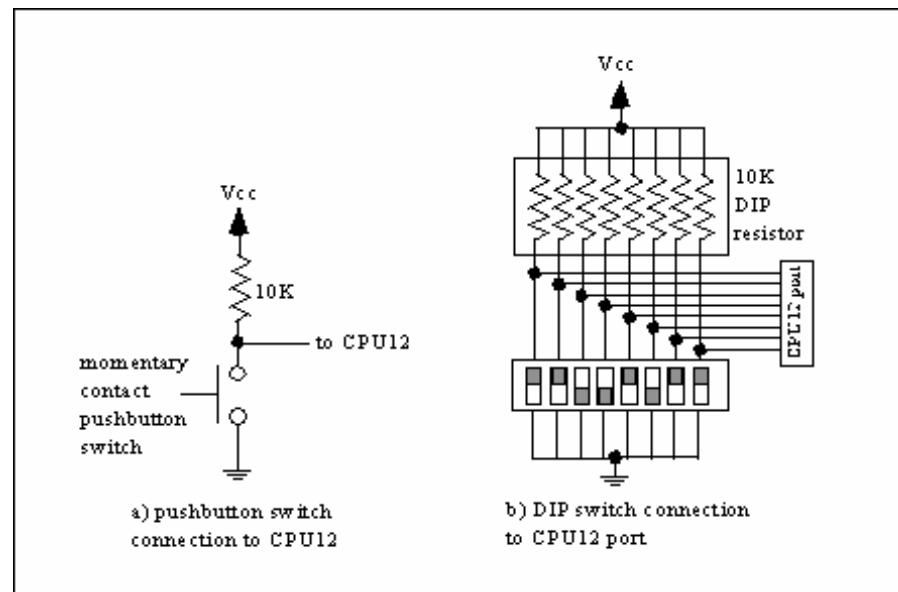 Vcc
10K
to CPU12
momentary
contact
pushbutton
switch
a) pushbutton switch
connection to CPU12
Vcc
10K
DIP
resistor
CPU12 port
b) DIP switch connection
to CPU12 port